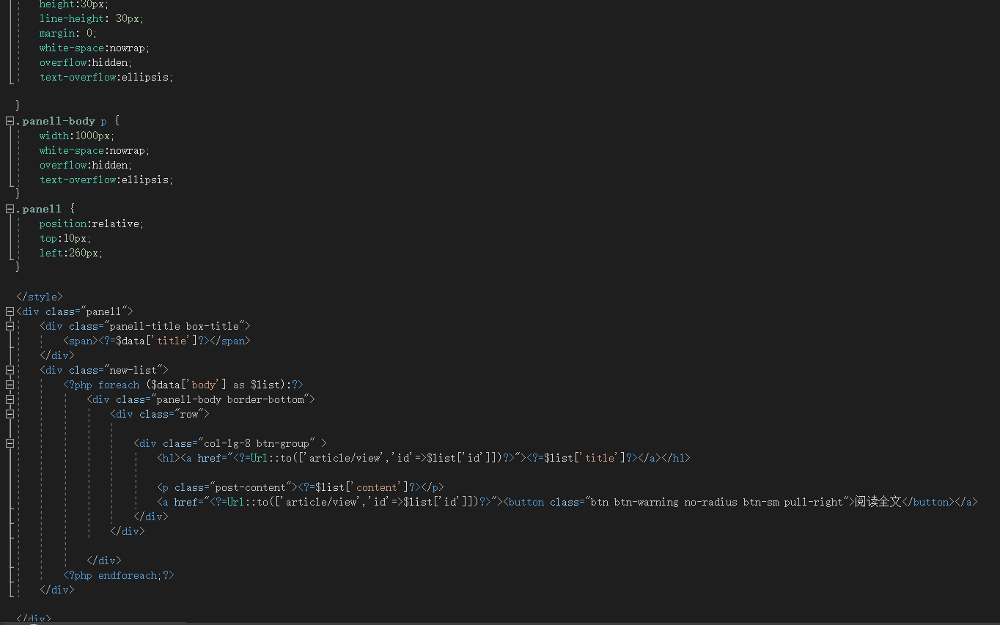 height:30px;
line-height: 30px;
margin: 0;
white-space:nowrap;
overflow:hidden;
text-overflow:ellipsis;
}
.panell-body p {
width:1000px;
white-space:nowrap;
overflow:hidden;
text-overflow:ellipsis;
}
.panell {
position:relative;
top:10px;
left:260px;
}
</style>
<div class="panell">
<div class="panell-title box-title">
<span><?=$data['title']?></span>
</div>
<div class="new-list">
<?php foreach ($data['body'] as $list):?>
<div class="panell-body border-bottom">
<div class="row">
<div class="col-lg-8 btn-group" >
<h1><a href="<?=Url::to(['article/view','id'=>$list['id']])?>"><?=$list['title']?></a></h1>
<p class="post-content"><?=$list['content']?></p>
<a href="<?=Url::to(['article/view','id'=>$list['id']])?>"><button class="btn btn-warning no-radius btn-sm pull-right">阅读全文</button></a>
</div>
</div>
</div>
<?php endforeach;?>
</div>
</div>